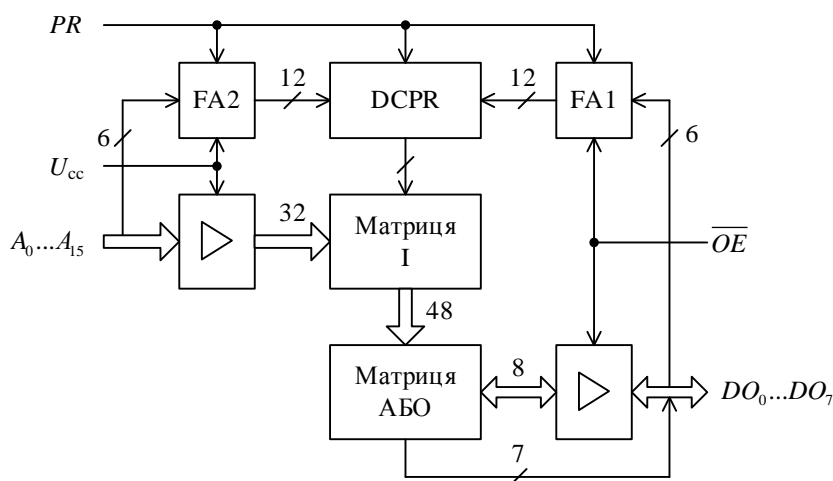 PR
12
12
FA2
DCPR
FA1
6
6
Ucc
32
Матриця
І
A0...A15
OE
48
Матриця
АБО
8
DO0...DO7
7